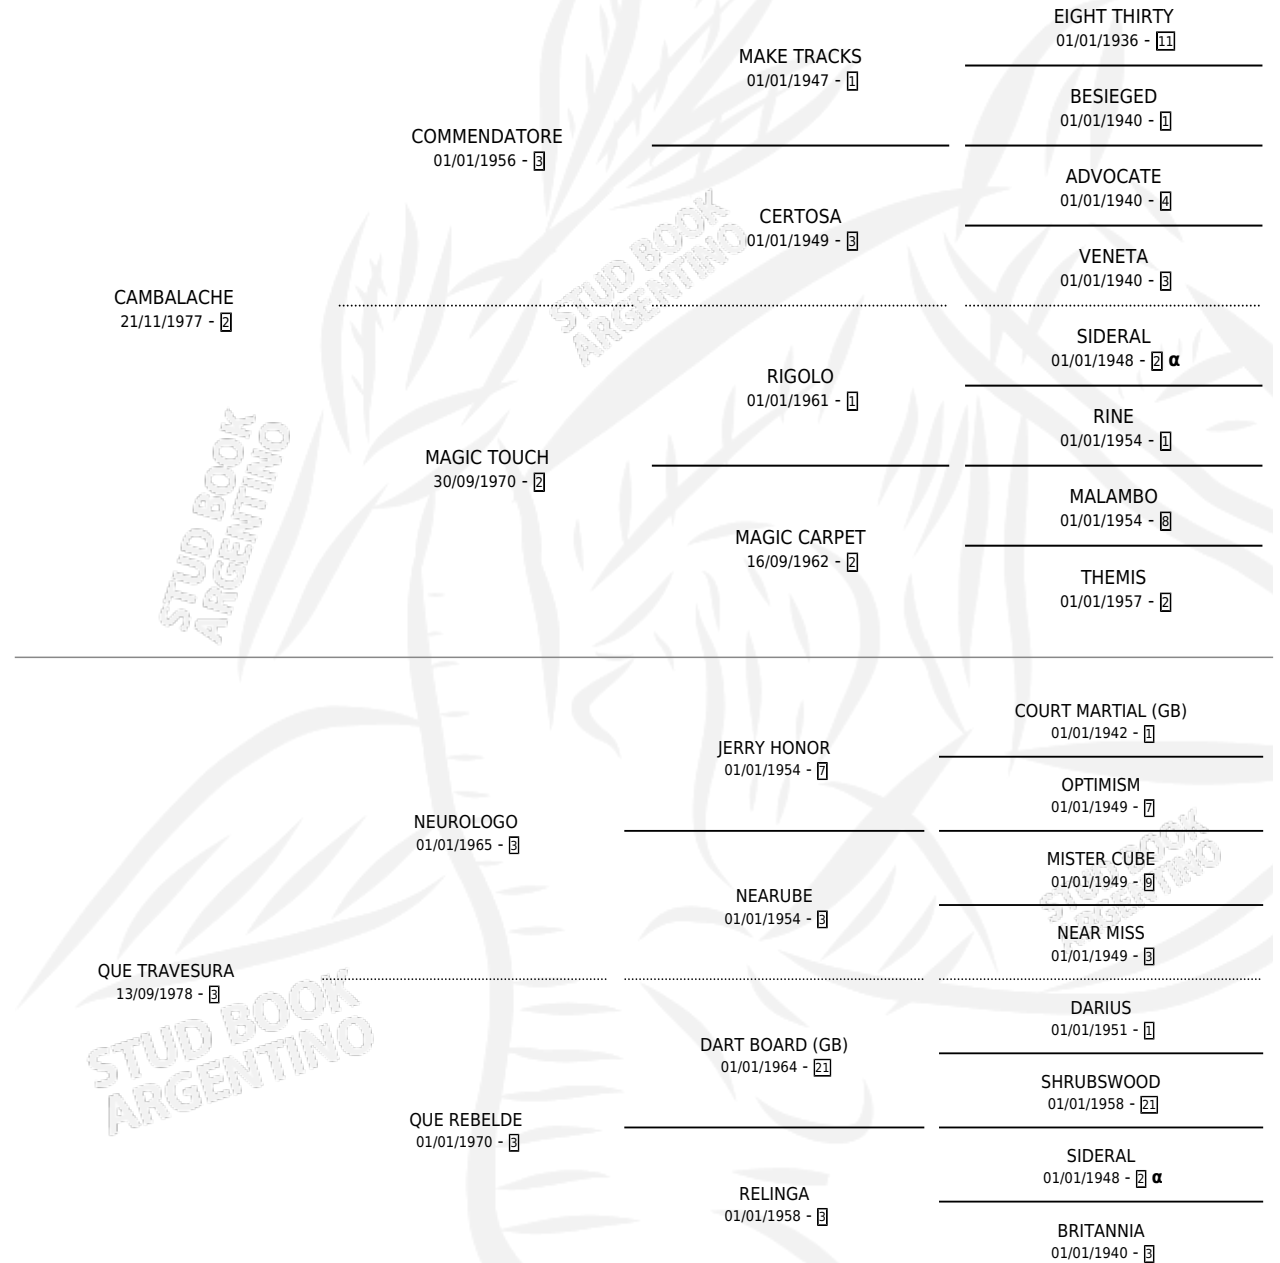 EIGHT THIRTY
01/01/1936 - 11
MAKE TRACKS
01/01/1947 - 1
BESIEGED
01/01/1940 - 1
COMMENDATORE
01/01/1956 - 3
ADVOCATE
01/01/1940 - 4
CERTOSA
01/01/1949 - 3
VENETA
01/01/1940 - 3
STUD BOOK
ARGENTINO
CAMBALACHE
21/11/1977 - 2
SIDERAL
01/01/1948 - 2 α
RIGOLO
01/01/1961 - 1
RINE
01/01/1954 - 1
MAGIC TOUCH
30/09/1970 - 2
MALAMBO
01/01/1954 - 8
MAGIC CARPET
16/09/1962 - 2
THEMIS
01/01/1957 - 2
STUD BOOK
ARGENTINO
COURT MARTIAL (GB)
01/01/1942 - 1
JERRY HONOR
01/01/1954 - 7
OPTIMISM
01/01/1949 - 7
NEUROLOGO
01/01/1965 - 3
MISTER CUBE
01/01/1949 - 9
NEARUBE
01/01/1954 - 3
NEAR MISS
01/01/1949 - 3
STUD BOOK
ARGENTINO
QUE TRAVESURA
13/09/1978 - 3
DARIUS
01/01/1951 - 1
DART BOARD (GB)
01/01/1964 - 21
SHRUBSWOOD
01/01/1958 - 21
QUE REBELDE
01/01/1970 - 3
SIDERAL
01/01/1948 - 2 α
RELINGA
01/01/1958 - 3
BRITANNIA
01/01/1940 - 3
STUD BOOK
ARGENTINO